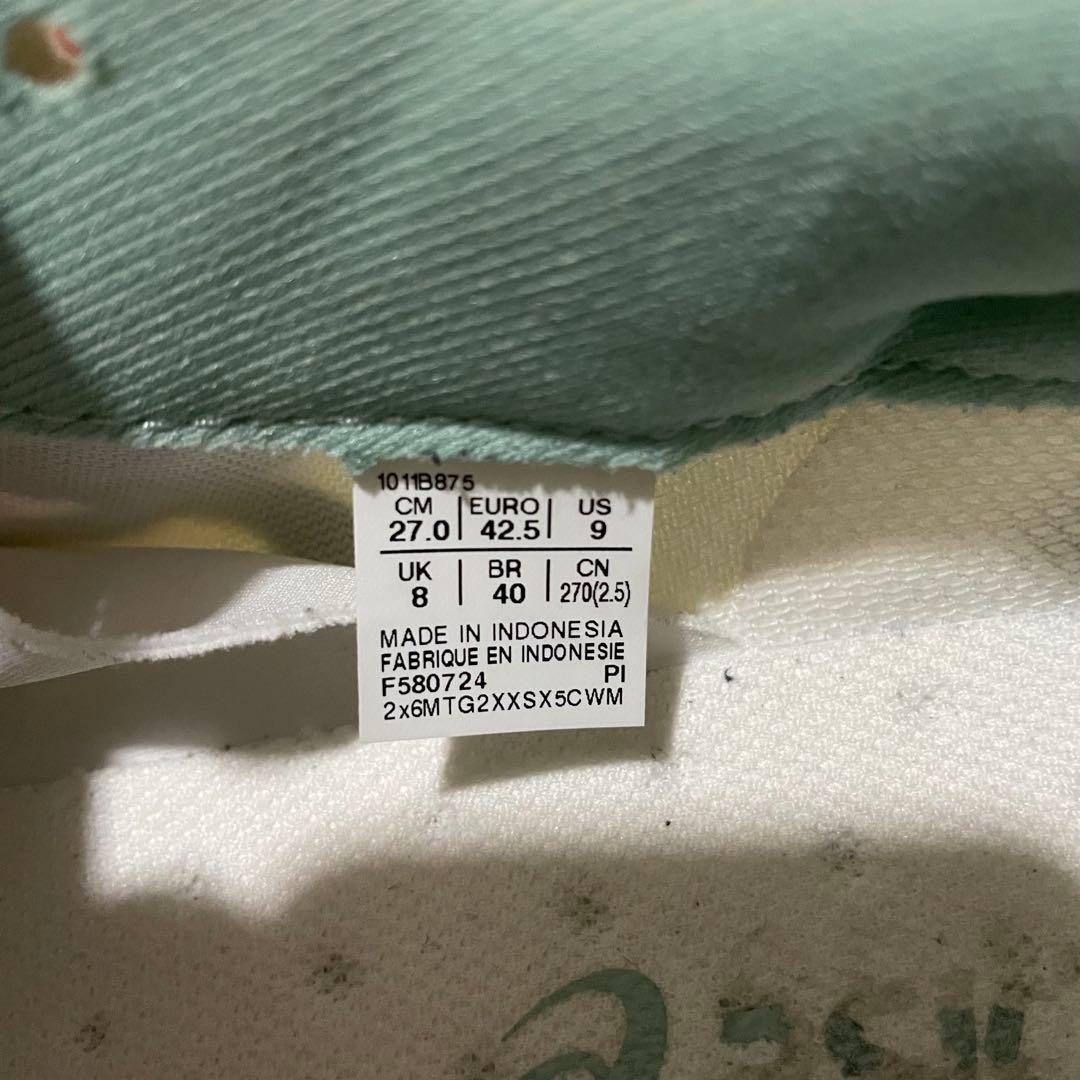 1011B875
CM | EURO | US
27.0 | 42.5 | 9
UK | BR | CN
8 | 40 | 270(2.5)
MADE IN INDONESIA
FABRIQUE EN INDONESIE
F580724 PI
2x6MTG2XXSX5CWM